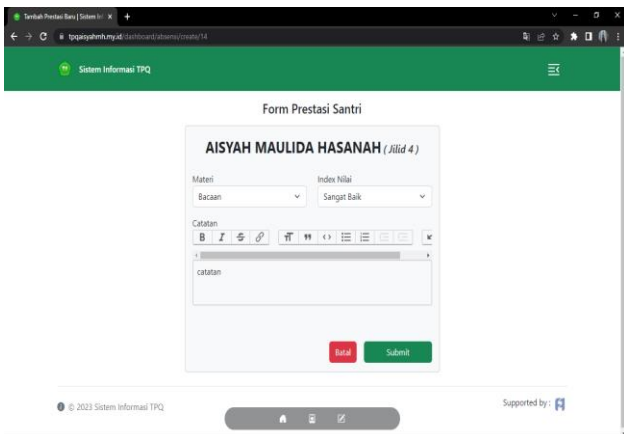 Tambah Prestasi Baru | Sistem In
tpqaisyahmh.my.id/dashboard/absensi/create/14
Sistem Informasi TPQ
Form Prestasi Santri
AISYAH MAULIDA HASANAH ( Jilid 4 )
Materi Index Nilai
Bacaan Sangat Baik
Catatan
catatan
Batal Submit
© 2023 Sistem Informasi TPQ Supported by :